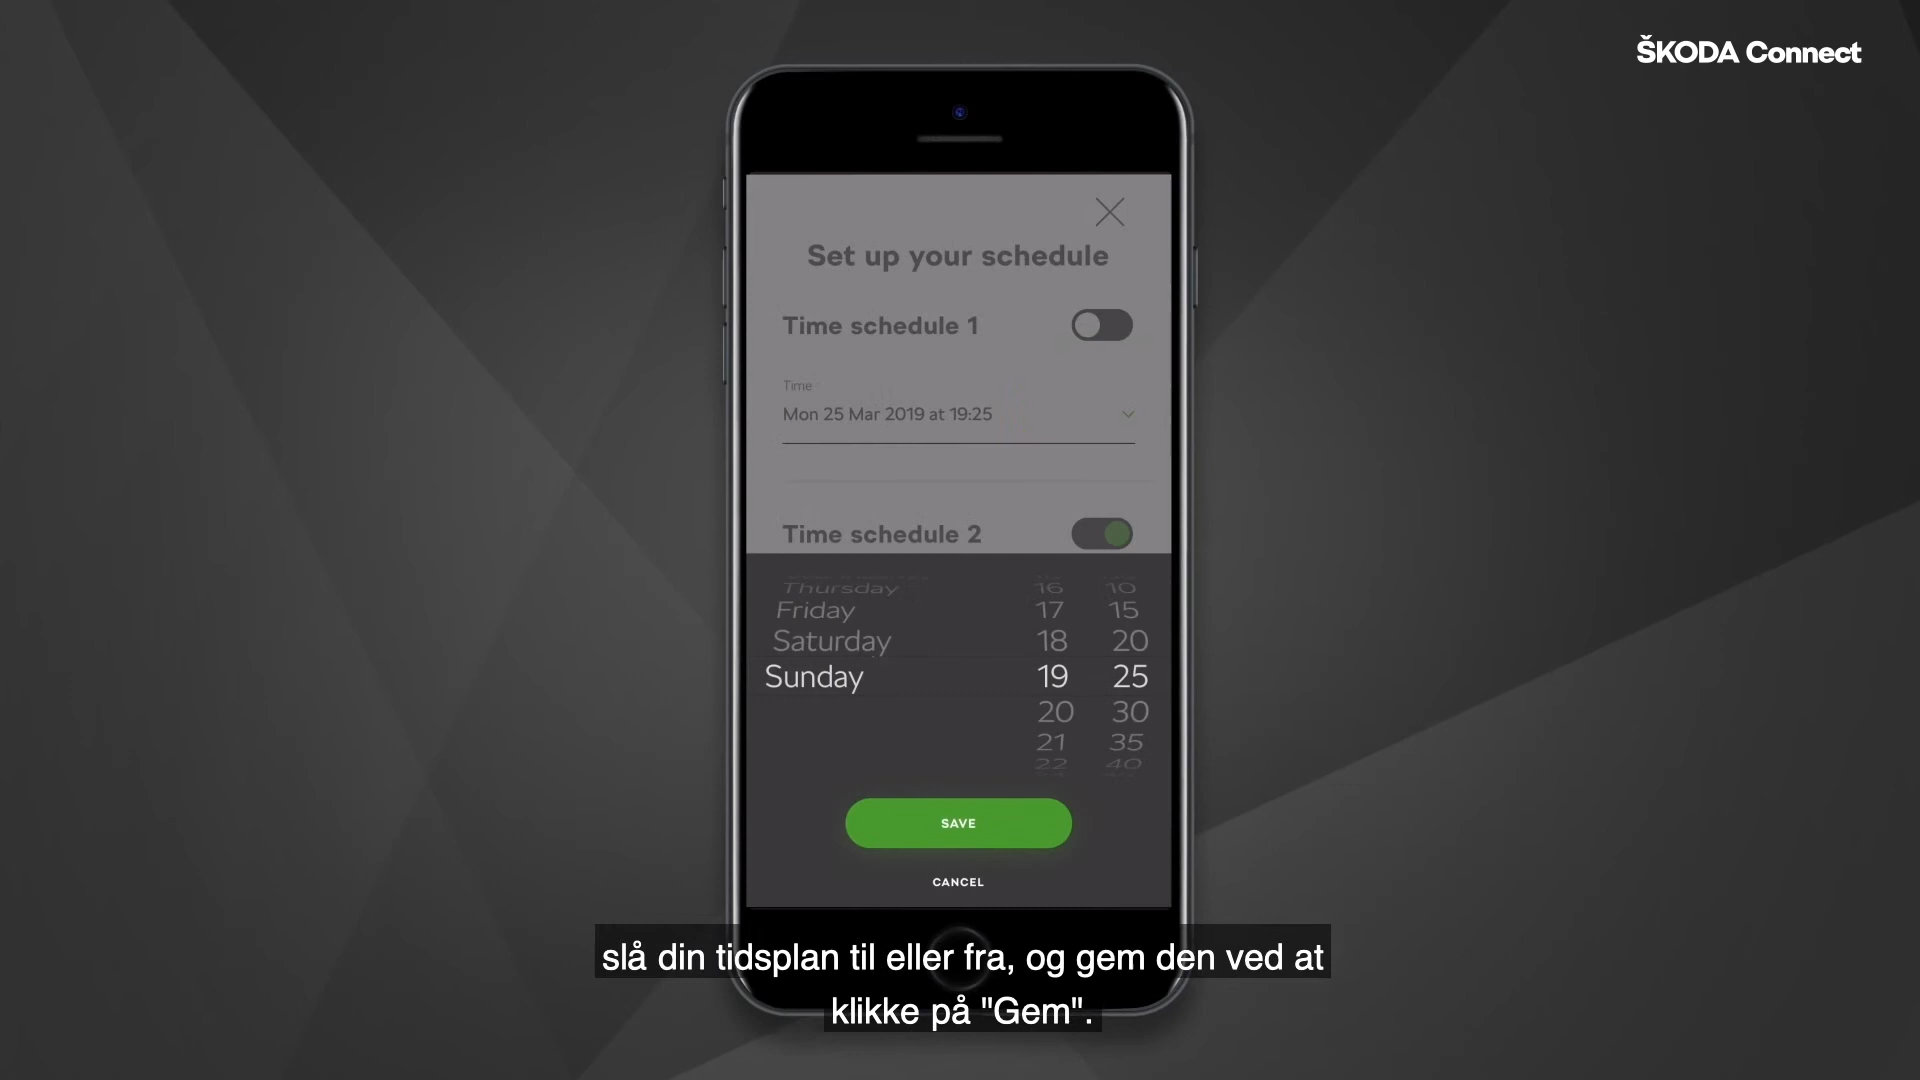 ŠKODA Connect
Set up your schedule
Time schedule 1
Time
Mon 25 Mar 2019 at 19:25
Time schedule 2
Thursday 16 10
Friday 17 15
Saturday 18 20
Sunday 19 25
20 30
21 35
22 40
SAVE
CANCEL
slå din tidsplan til eller fra, og gem den ved at
klikke på "Gem".